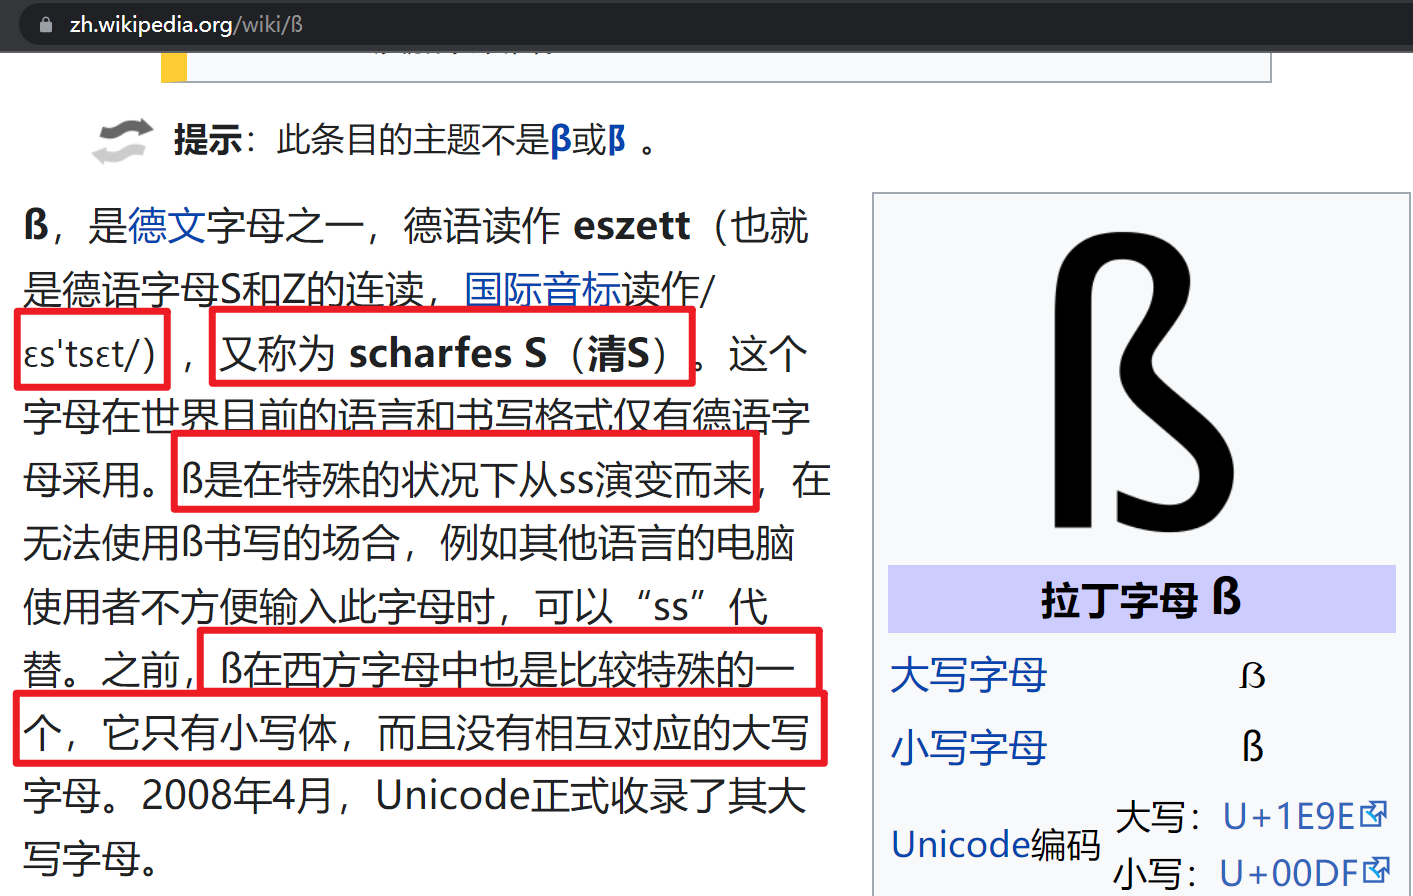 zh.wikipedia.org/wiki/ß
提示：此条目的主题不是β或ꞵ 。
ß，是德文字母之一，德语读作 eszett（也就
是德语字母S和Z的连读，国际音标读作/
ɛs'tsɛt/），又称为 scharfes S（清S）。这个
字母在世界目前的语言和书写格式仅有德语字
母采用。ß是在特殊的状况下从ss演变而来，在
无法使用ß书写的场合，例如其他语言的电脑
使用者不方便输入此字母时，可以“ss”代
替。之前，ß在西方字母中也是比较特殊的一
个，它只有小写体，而且没有相互对应的大写
字母。2008年4月，Unicode正式收录了其大
写字母。
ß
拉丁字母 ß
大写字母 ẞ
小写字母 ß
Unicode编码 大写：U+1E9E
小写：U+00DF